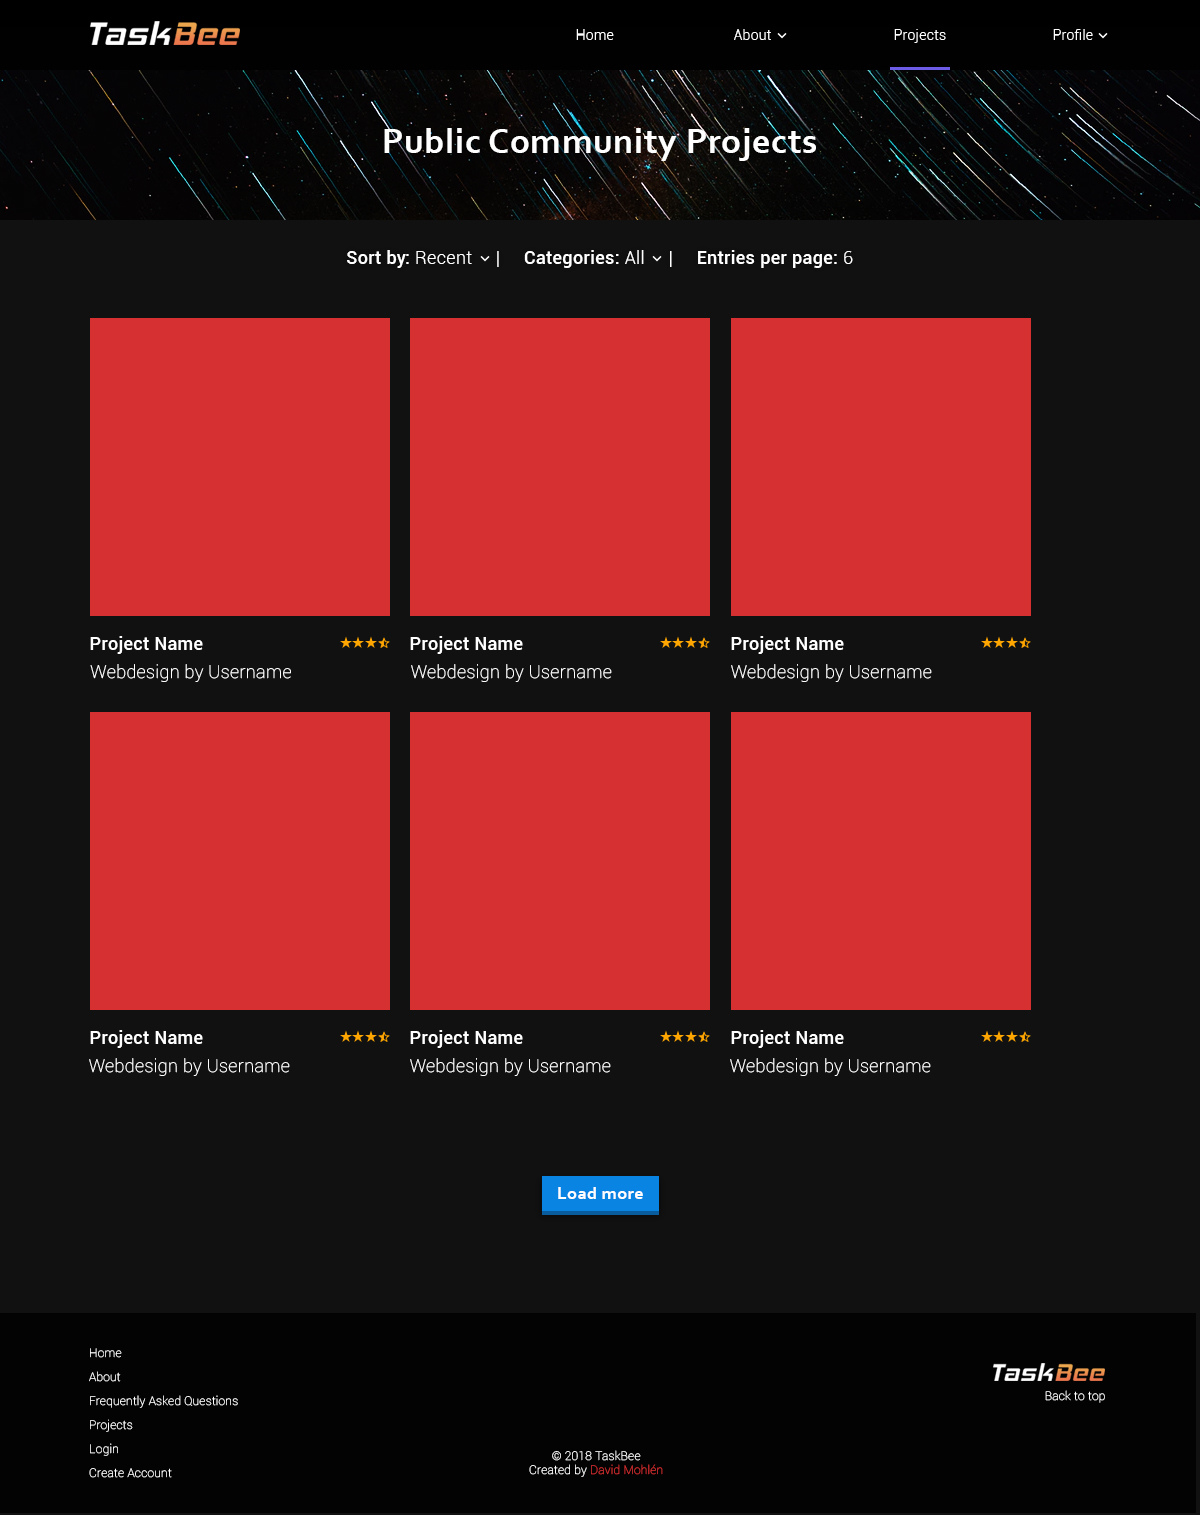 TaskBee
Home
About
Projects
Profile
Public Community Projects
Sort by: Recent | Categories: All | Entries per page: 6
Project Name
Webdesign by Username
Project Name
Webdesign by Username
Project Name
Webdesign by Username
Project Name
Webdesign by Username
Project Name
Webdesign by Username
Project Name
Webdesign by Username
Load more
Home
About
Frequently Asked Questions
Projects
Login
Create Account
© 2018 TaskBee
Created by David Mohlén
TaskBee
Back to top